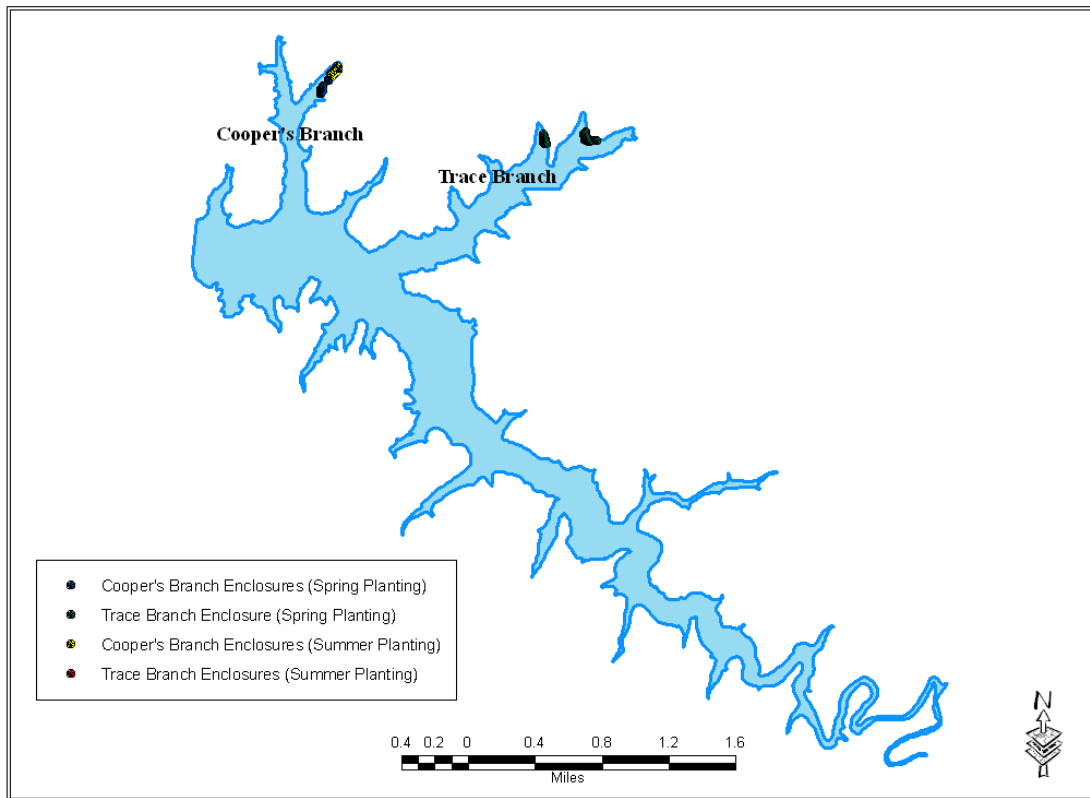 Cooper's Branch
Trace Branch
Cooper's Branch Enclosures (Spring Planting)
Trace Branch Enclosure (Spring Planting)
Cooper's Branch Enclosures (Summer Planting)
Trace Branch Enclosures (Summer Planting)
0.4 0.2 0 0.4 0.8 1.2 1.6
Miles
N